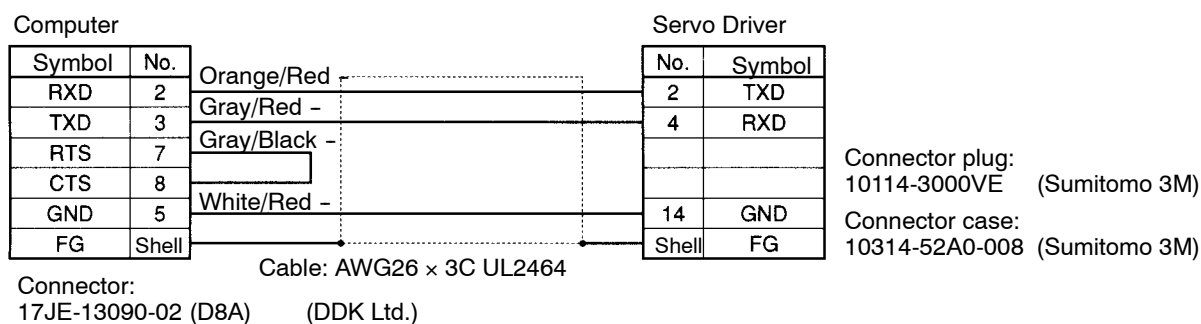 Computer
Servo Driver
Symbol No.
No. Symbol
Orange/Red –
RXD 2
2 TXD
Gray/Red –
TXD 3
4 RXD
Gray/Black –
RTS 7
CTS 8
White/Red –
GND 5
14 GND
FG Shell
Shell FG
Connector plug:
10114-3000VE (Sumitomo 3M)
Connector case:
10314-52A0-008 (Sumitomo 3M)
Cable: AWG26 × 3C UL2464
Connector:
17JE-13090-02 (D8A) (DDK Ltd.)